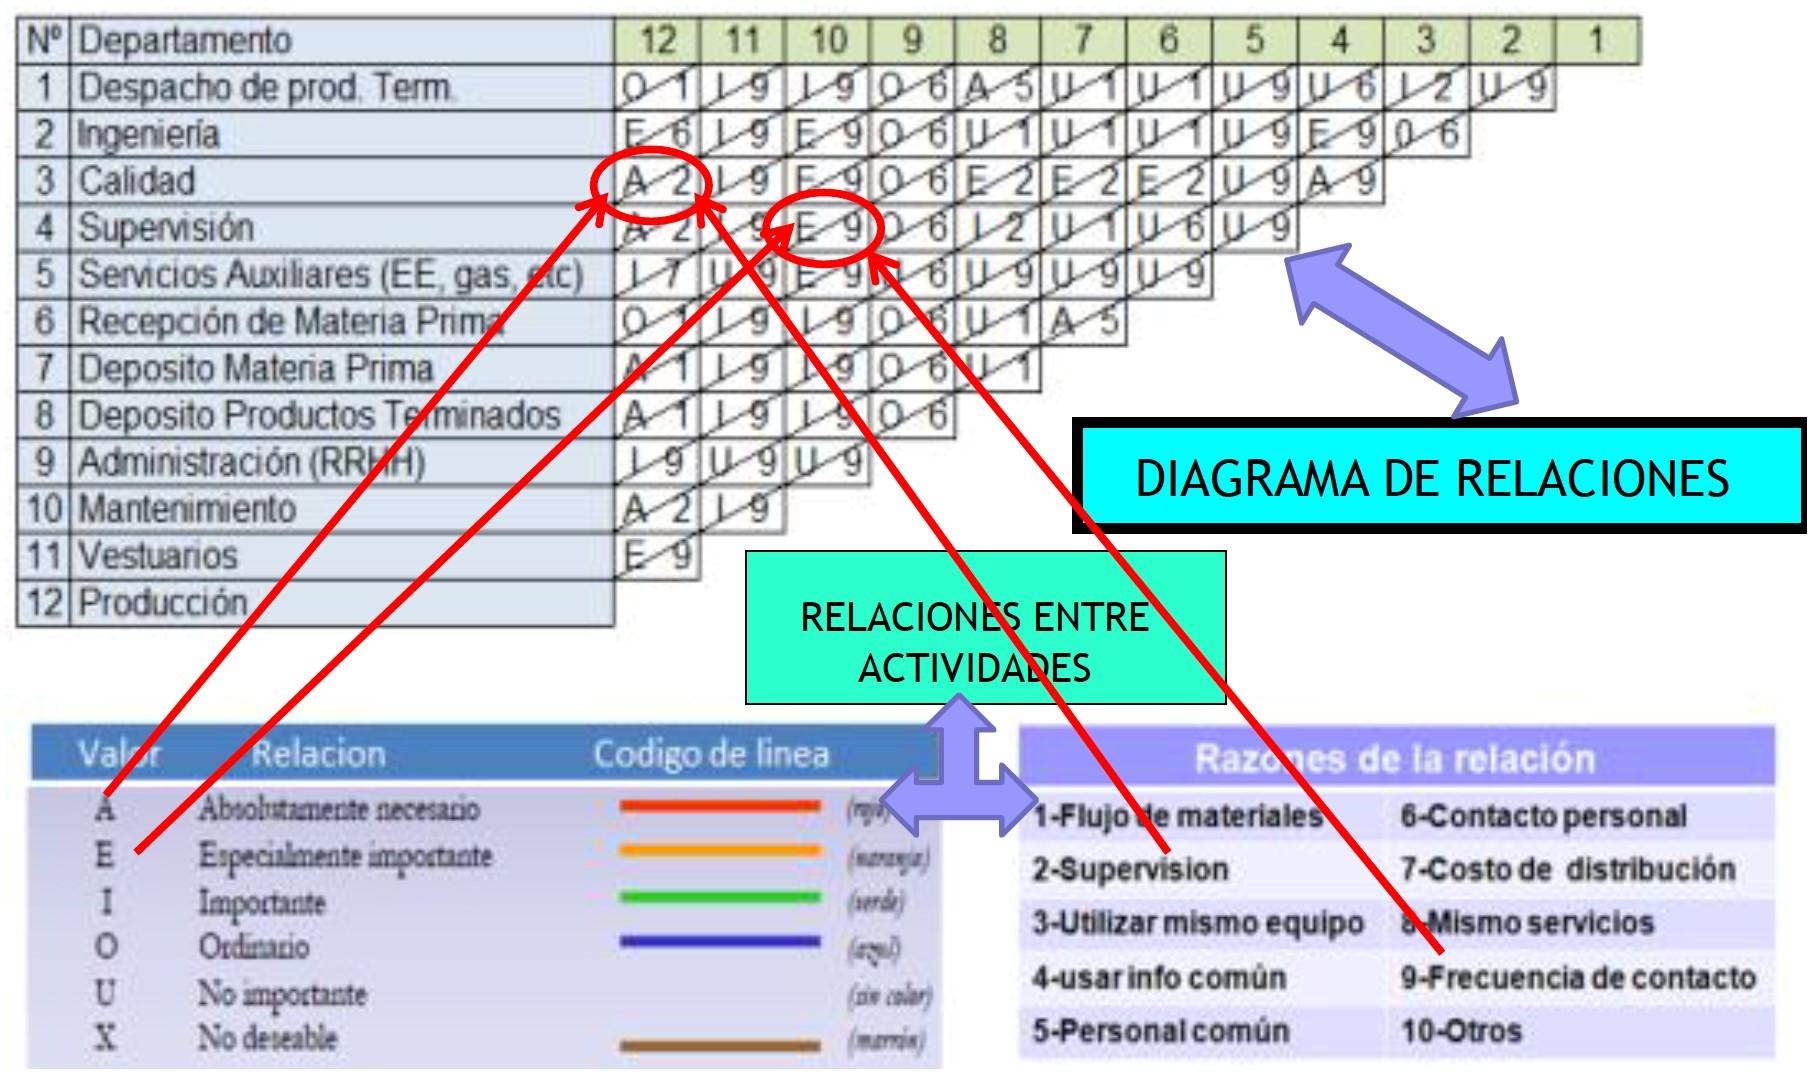 Nº Departamento 12 11 10 9 8 7 6 5 4 3 2 1
1 Despacho de prod. Term. O 1 I 9 I 9 O 6 A 5 U 1 U 1 U 9 U 6 I 2 U 9
2 Ingeniería E 6 I 9 E 9 O 6 U 1 U 1 U 1 U 9 E 9 0 6
3 Calidad A 2 I 9 E 9 O 6 E 2 E 2 E 2 U 9 A 9
4 Supervisión A 2 I 9 E 9 O 6 I 2 U 1 U 6 U 9
5 Servicios Auxiliares (EE, gas, etc) I 7 U 9 E 9 6 U 9 U 9 U 9
6 Recepción de Materia Prima O 1 I 9 I 9 O 6 U 1 A 5
7 Deposito Materia Prima A 1 I 9 I 9 O 6 U 1
8 Deposito Productos Terminados A 1 I 9 I 9 O 6
9 Administración (RRHH) I 9 U 9 U 9
10 Mantenimiento A 2 I 9
11 Vestuarios E 9
12 Producción
DIAGRAMA DE RELACIONES
RELACIONES ENTRE
ACTIVIDADES
Valor Relacion Codigo de linea
A Absolutamente necesario (rojo)
E Especialmente importante (naranja)
I Importante (verde)
O Ordinario (azul)
U No importante (sin color)
X No deseable (marrón)
Razones de la relación
1-Flujo de materiales 6-Contacto personal
2-Supervision 7-Costo de distribución
3-Utilizar mismo equipo 8-Mismo servicios
4-usar info común 9-Frecuencia de contacto
5-Personal común 10-Otros